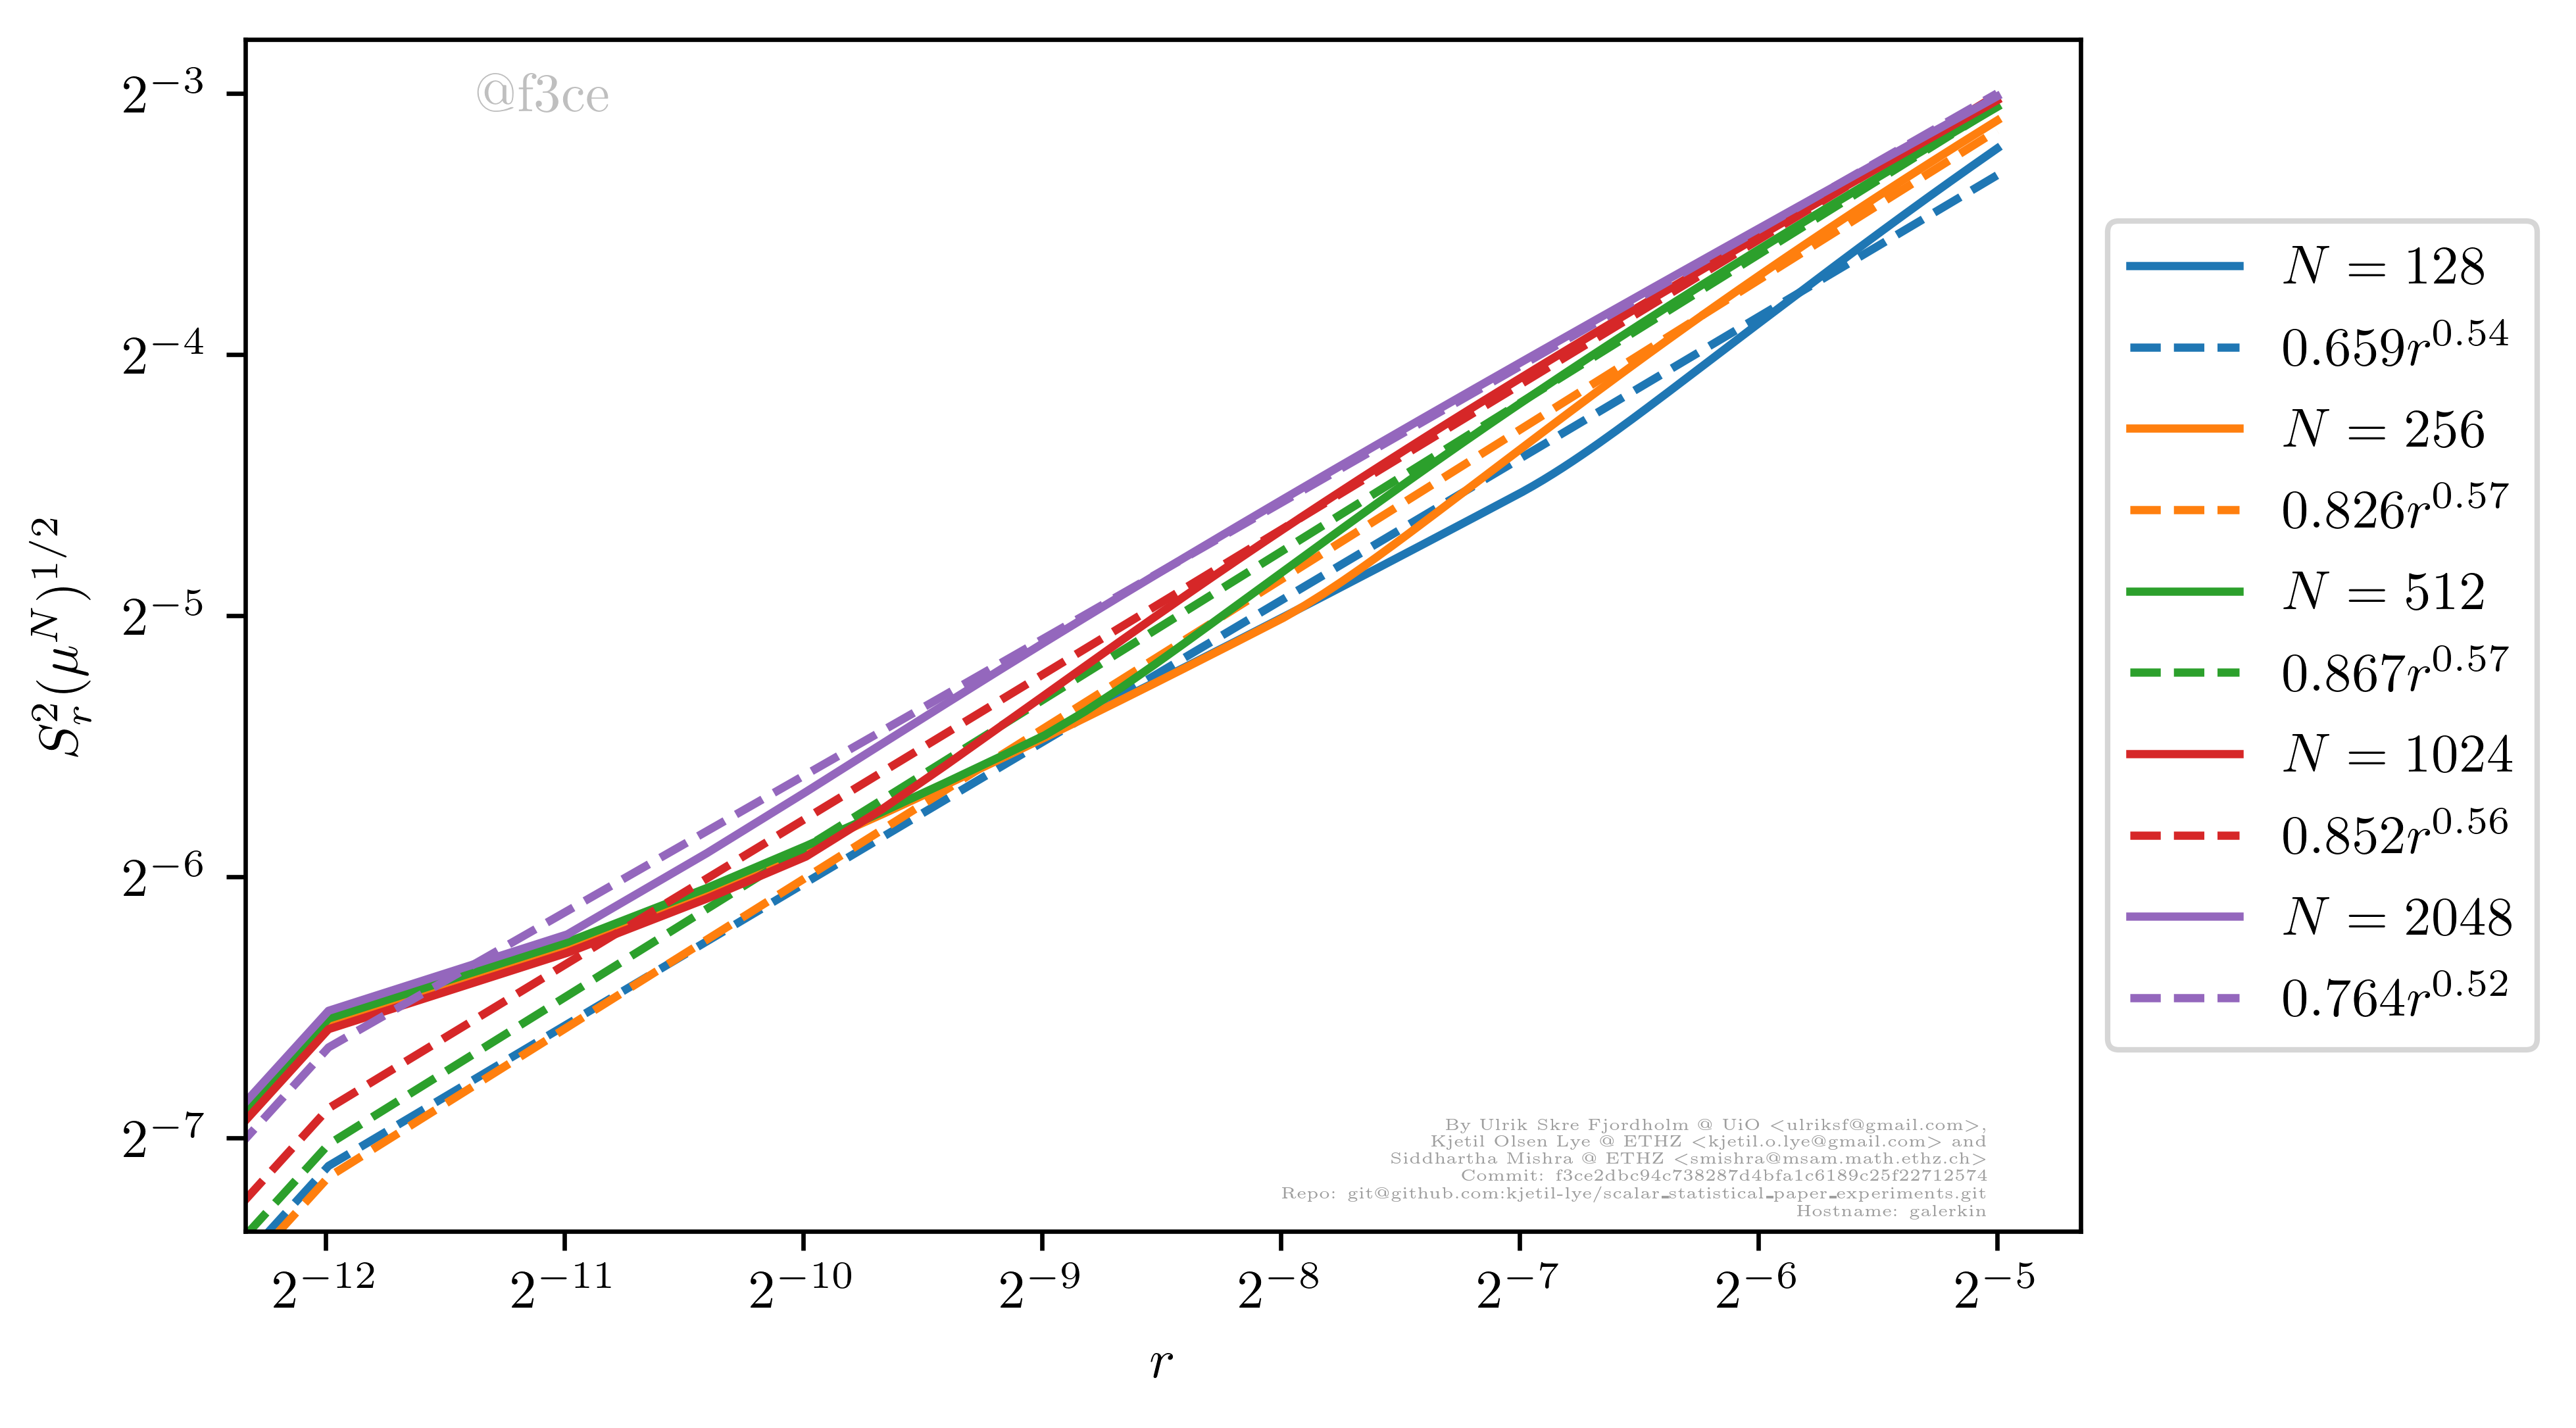 @f3ce
2⁻³
2⁻⁴
2⁻⁵
2⁻⁶
2⁻⁷
S_r^2(μ^N)^{1/2}
2⁻¹² 2⁻¹¹ 2⁻¹⁰ 2⁻⁹ 2⁻⁸ 2⁻⁷ 2⁻⁶ 2⁻⁵
r
By Ulrik Skre Fjordholm @ UiO <ulriksf@gmail.com>,
Kjetil Olsen Lye @ ETHZ <kjetil.o.lye@gmail.com> and
Siddhartha Mishra @ ETHZ <smishra@msam.math.ethz.ch>
Commit: f3ce2dbc94c738287d4bfa1c6189c25f22712574
Repo: git@github.com:kjetil-lye/scalar_statistical_paper_experiments.git
Hostname: galerkin
N = 128
0.659r^{0.54}
N = 256
0.826r^{0.57}
N = 512
0.867r^{0.57}
N = 1024
0.852r^{0.56}
N = 2048
0.764r^{0.52}